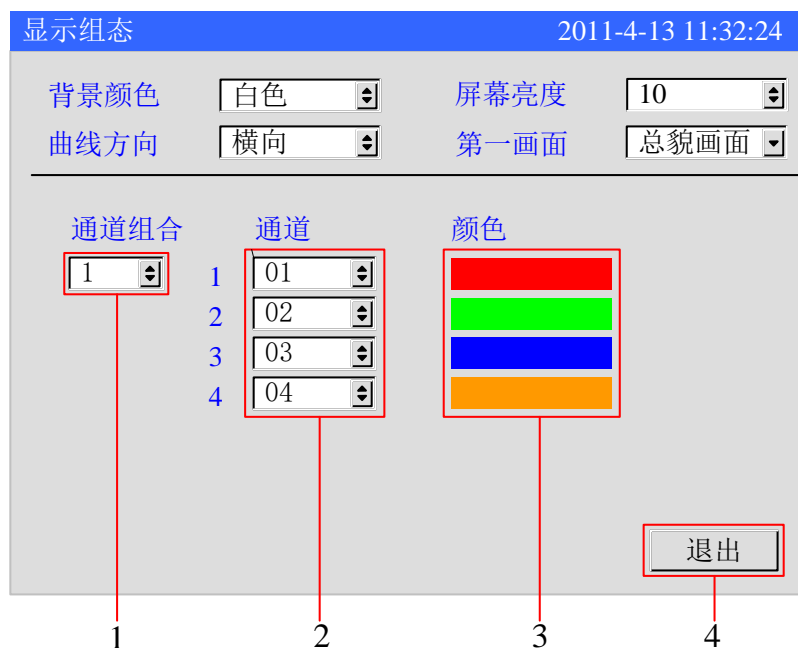 显示组态 2011-4-13 11:32:24
背景颜色 白色 屏幕亮度 10
曲线方向 横向 第一画面 总貌画面
通道组合 通道 颜色
1 1 01
2 02
3 03
4 04
退出
1 2 3 4